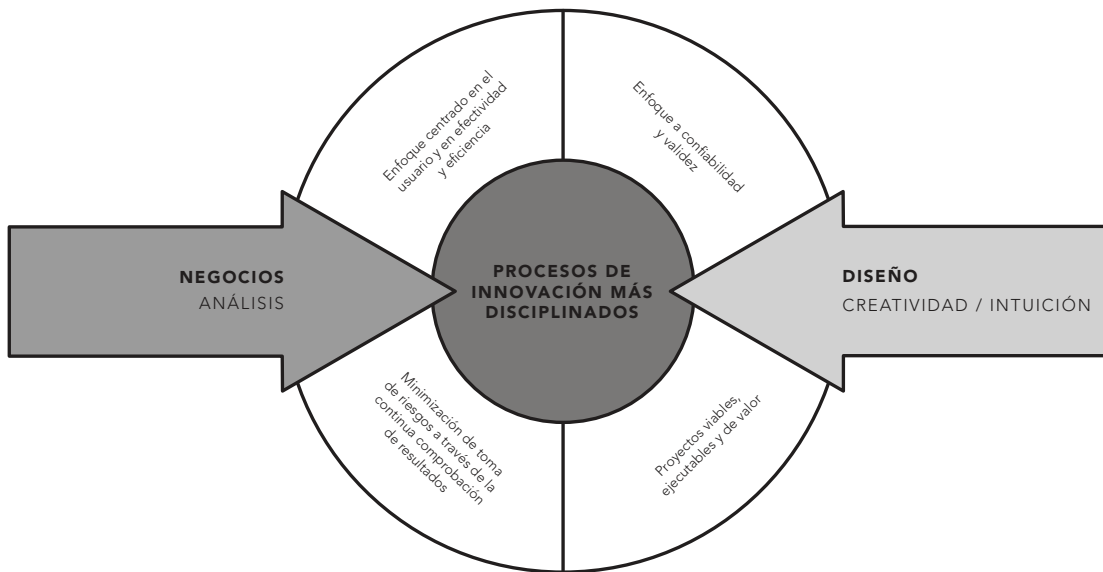 Enfoque centrado en el
usuario y en efectividad
y eficiencia
Enfoque a confiabilidad
y validez
NEGOCIOS
ANÁLISIS
PROCESOS DE
INNOVACIÓN MÁS
DISCIPLINADOS
DISEÑO
CREATIVIDAD / INTUICIÓN
Minimización de toma
de riesgos a través de la
continua comprobación
de resultados
Proyectos viables,
ejecutables y de valor